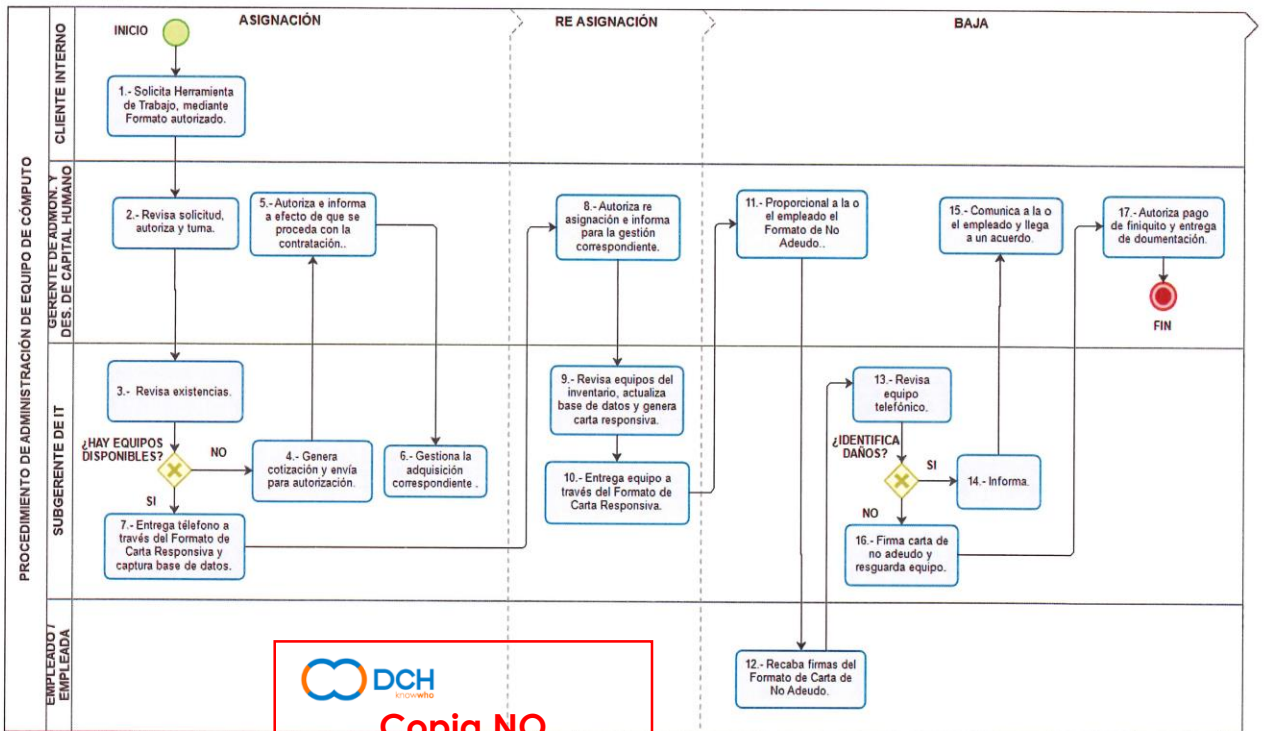 PROCEDIMIENTO DE ADMINISTRACIÓN DE EQUIPO DE CÓMPUTO
ASIGNACIÓN
RE ASIGNACIÓN
BAJA
CLIENTE INTERNO
INICIO
1.- Solicita Herramienta
de Trabajo, mediante
Formato autorizado.
GERENTE DE ADMON. Y
DES. DE CAPITAL HUMANO
2.- Revisa solicitud,
autoriza y turna.
5.- Autoriza e informa
a efecto de que se
proceda con la
contratación..
8.- Autoriza re
asignación e informa
para la gestión
correspondiente.
11.- Proporcional a la o
el empleado el
Formato de No
Adeudo..
15.- Comunica a la o
el empleado y llega
a un acuerdo.
17.- Autoriza pago
de finiquito y entrega
de doumentación.
FIN
SUBGERENTE DE IT
3.- Revisa existencias.
¿HAY EQUIPOS
DISPONIBLES?
NO
SI
4.- Genera
cotización y envía
para autorización.
6.- Gestiona la
adquisición
correspondiente .
7.- Entrega télefono a
través del Formato de
Carta Responsiva y
captura base de datos.
9.- Revisa equipos del
inventario, actualiza
base de datos y genera
carta responsiva.
10.- Entrega equipo a
través del Formato de
Carta Responsiva.
13.- Revisa
equipo
telefónico.
¿IDENTIFICA
DAÑOS?
SI
NO
14.- Informa.
16.- Firma carta de
no adeudo y
resguarda equipo.
EMPLEADO /
EMPLEADA
12.- Recaba firmas del
Formato de Carta de
No Adeudo.
DCH
knowwho
Copia NO